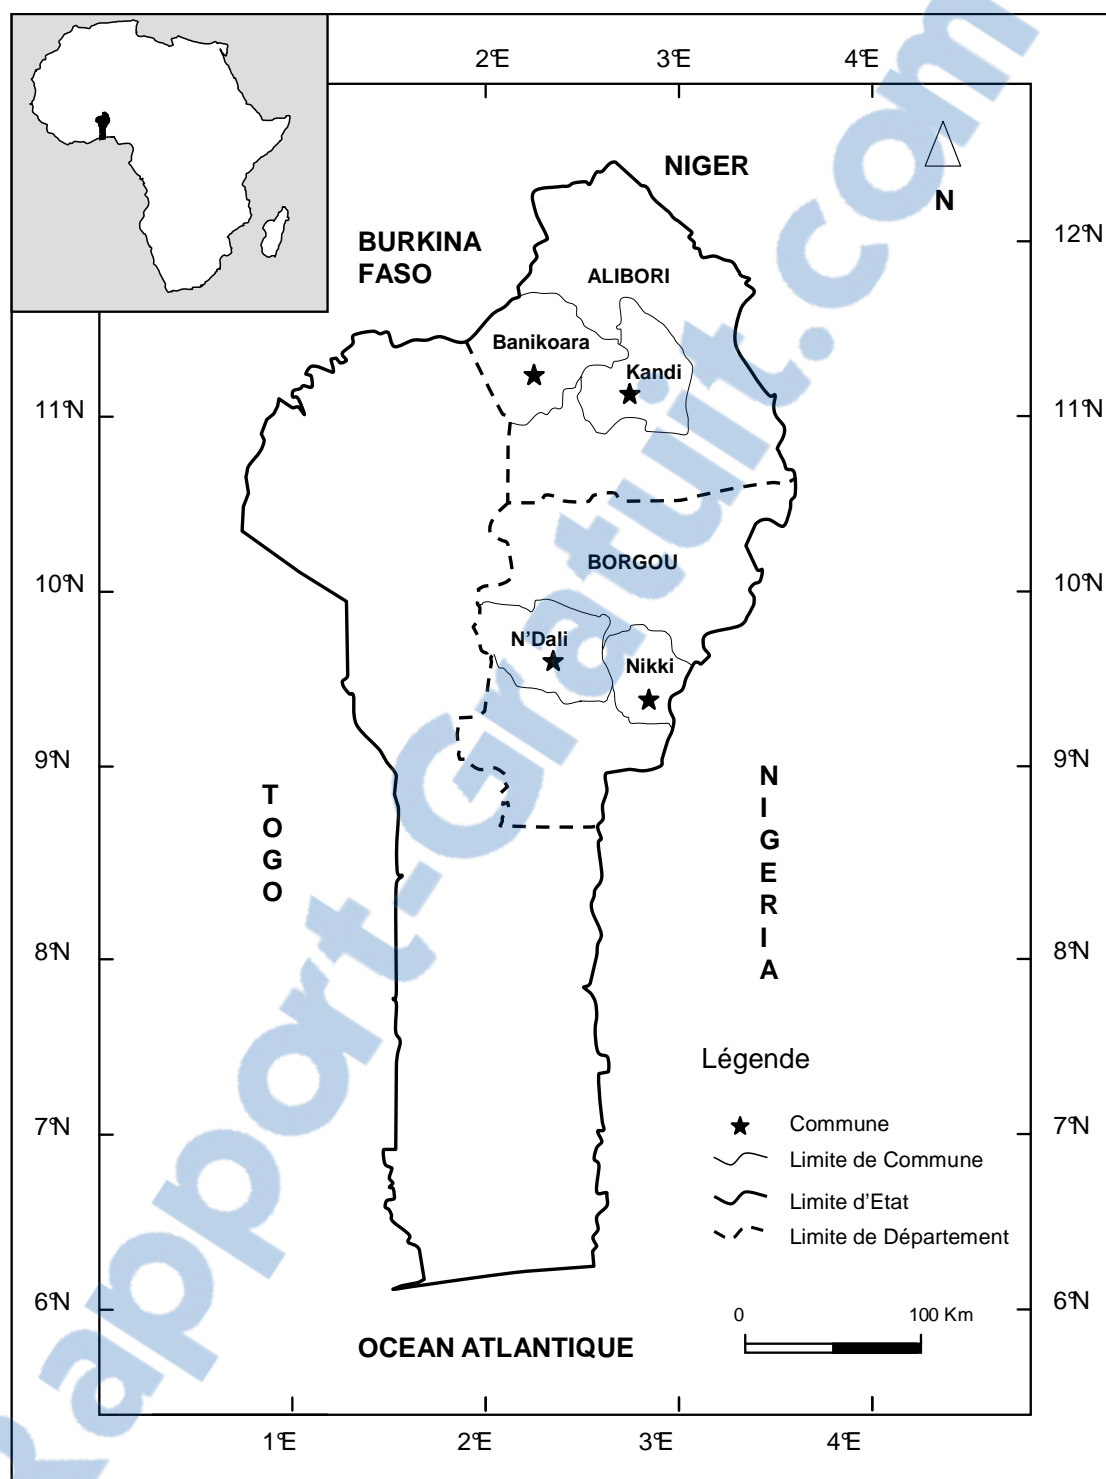 2°E 3°E 4°E
NIGER
N
BURKINA
FASO
12°N
ALIBORI
Banikoara
Kandi
11°N 11°N
BORGOU
10°N 10°N
N'Dali
Nikki
9°N 9°N
TOGO
NIGERIA
8°N 8°N
Légende
Commune
7°N 7°N
Limite de Commune
Limite d'Etat
Limite de Département
6°N 6°N
0 100 Km
OCEAN ATLANTIQUE
1°E 2°E 3°E 4°E
Rapport-Gratuit.com